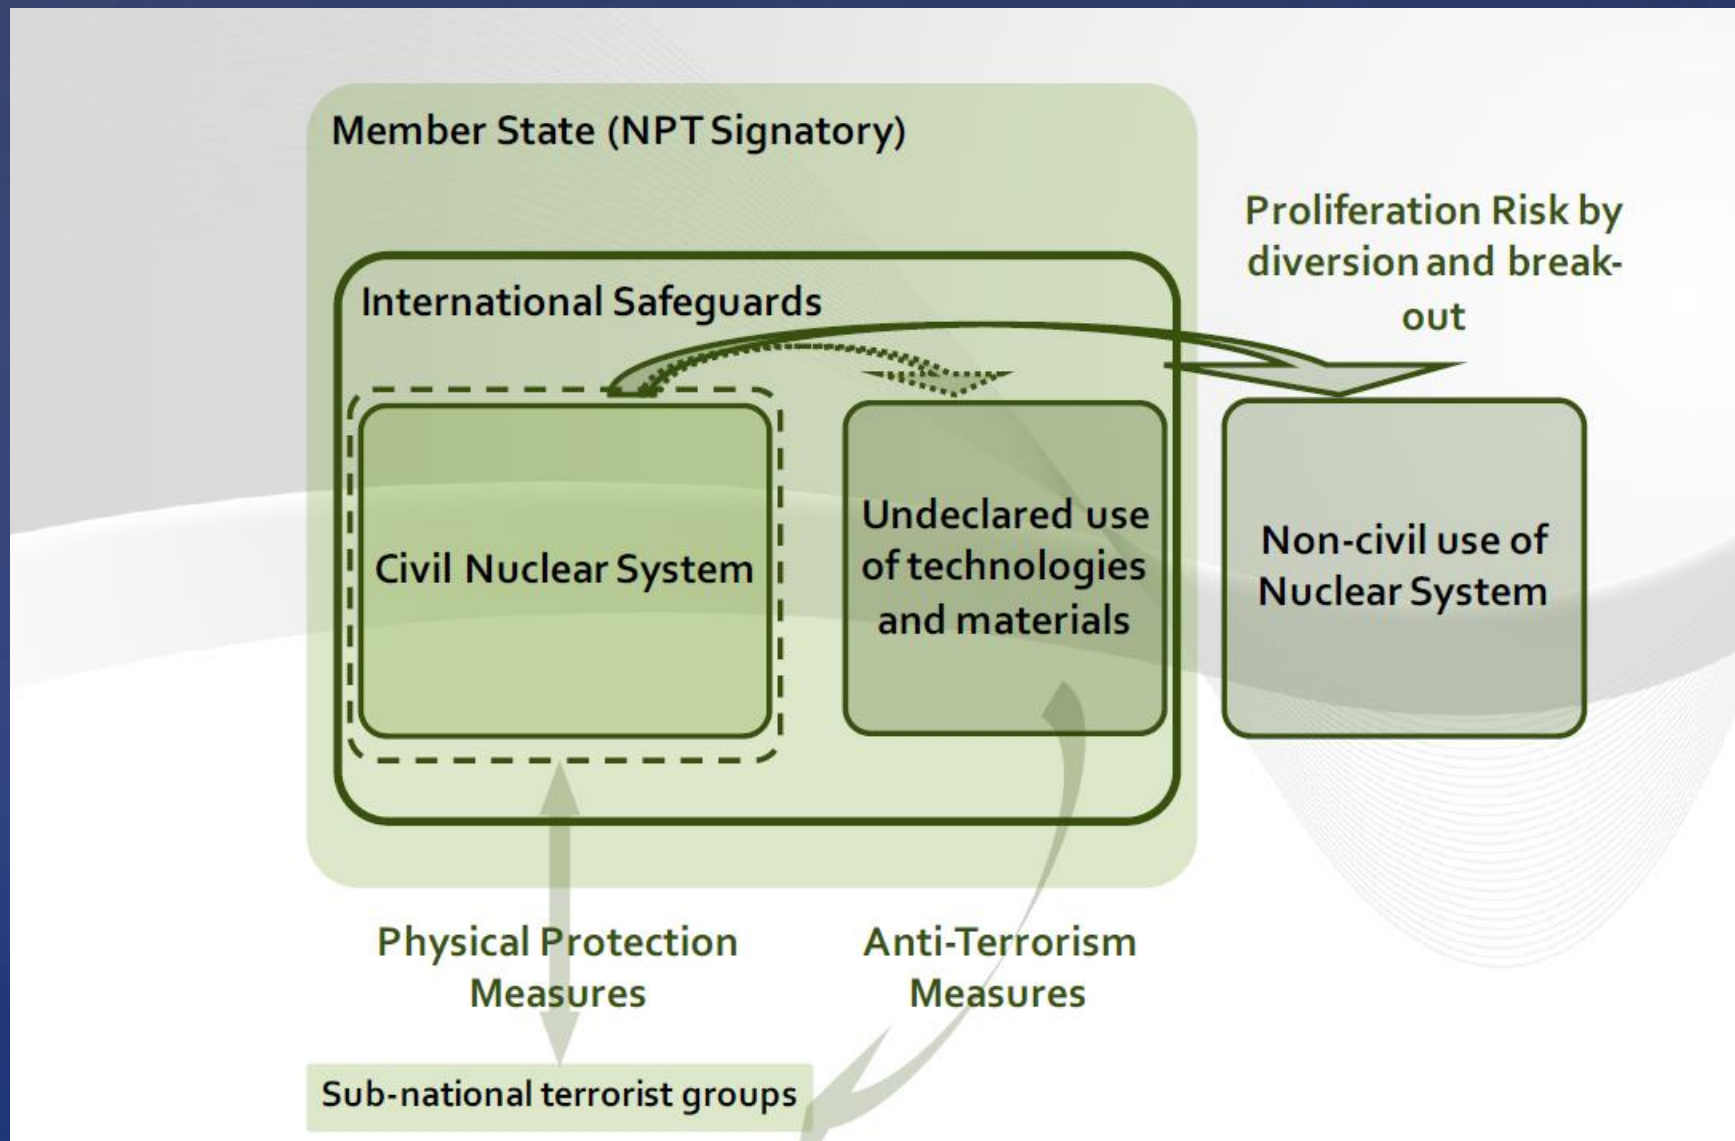 Member State (NPT Signatory)
Proliferation Risk by
diversion and break-
out
International Safeguards
Civil Nuclear System
Undeclared use
of technologies
and materials
Non-civil use of
Nuclear System
Physical Protection
Measures
Anti-Terrorism
Measures
Sub-national terrorist groups